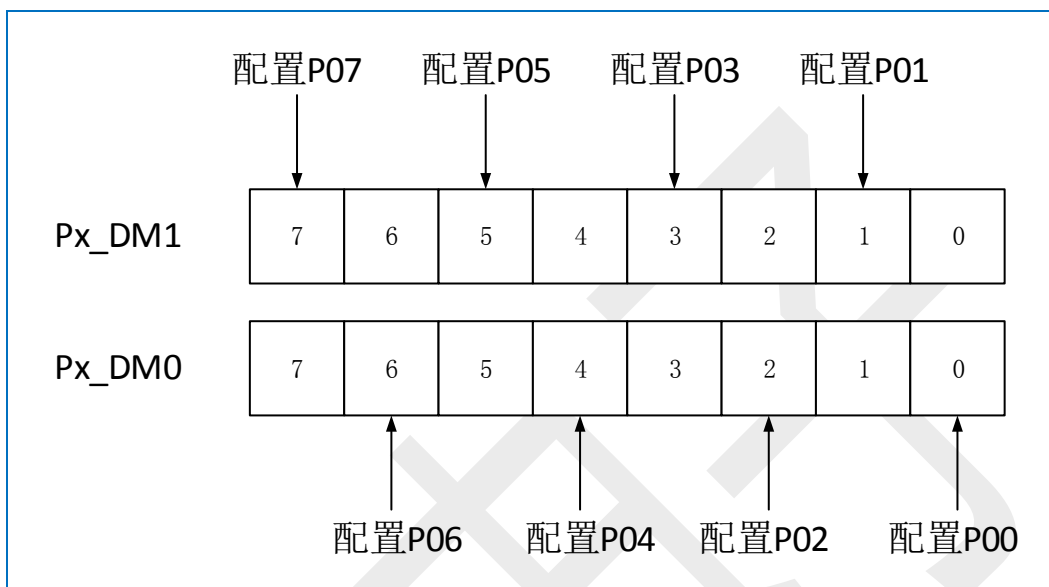 配置P07 配置P05 配置P03 配置P01
Px_DM1 7 6 5 4 3 2 1 0
Px_DM0 7 6 5 4 3 2 1 0
配置P06 配置P04 配置P02 配置P00